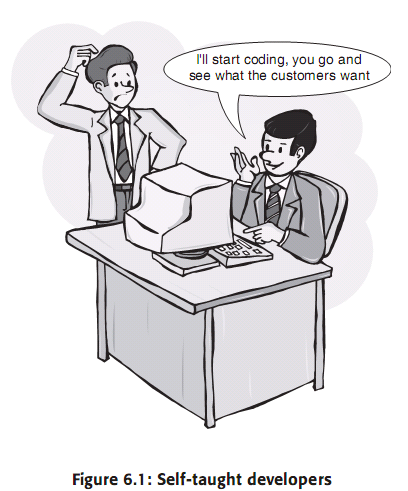 I'll start coding, you go and
see what the customers want
Figure 6.1: Self-taught developers